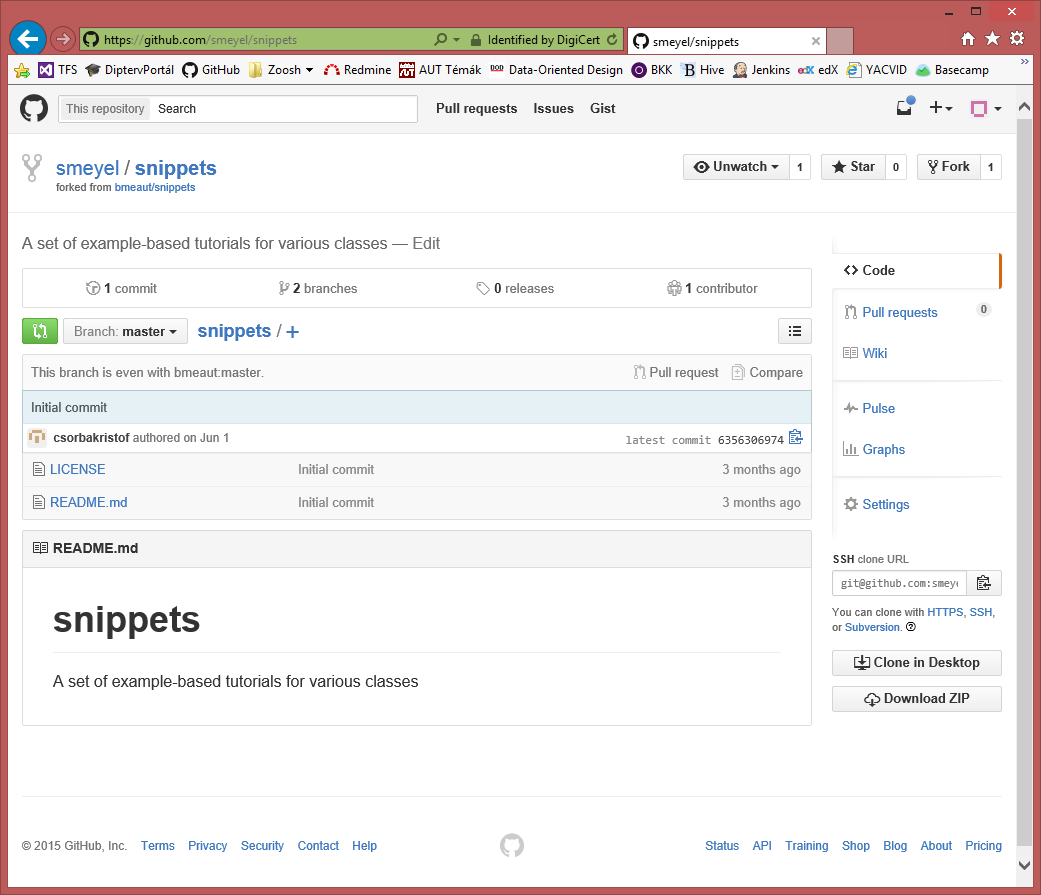 https://github.com/smeyel/snippets Identified by DigiCert smeyel/snippets
TFS DiptervPortál GitHub Zoosh Redmine AUT Témák Data-Oriented Design BKK Hive Jenkins edX YACVID Basecamp
This repository Search Pull requests Issues Gist
smeyel / snippets Unwatch 1 Star 0 Fork 1
forked from bmeaut/snippets
A set of example-based tutorials for various classes — Edit
1 commit 2 branches 0 releases 1 contributor
Branch: master snippets / +
This branch is even with bmeaut:master. Pull request Compare
Initial commit
csorbakristof authored on Jun 1 latest commit 6356306974
LICENSE Initial commit 3 months ago
README.md Initial commit 3 months ago
README.md
snippets
A set of example-based tutorials for various classes
Code
Pull requests 0
Wiki
Pulse
Graphs
Settings
SSH clone URL
git@github.com:smeye
You can clone with HTTPS, SSH,
or Subversion.
Clone in Desktop
Download ZIP
© 2015 GitHub, Inc. Terms Privacy Security Contact Help Status API Training Shop Blog About Pricing